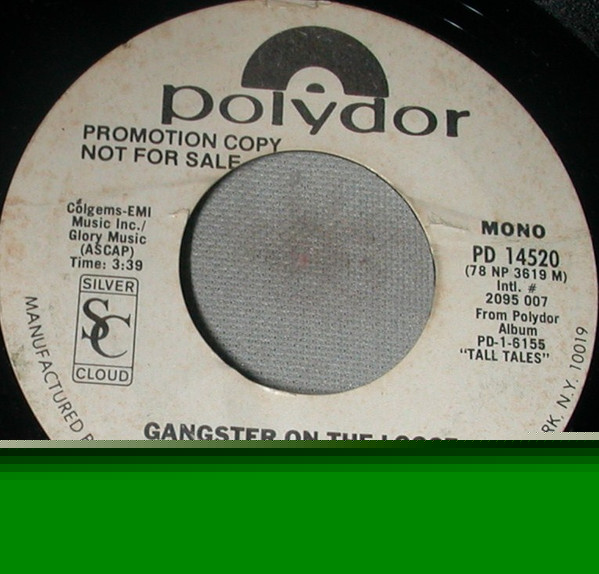 polydor
PROMOTION COPY
NOT FOR SALE
Colgems-EMI
Music Inc./
Glory Music
(ASCAP)
Time: 3:39
SILVER
SC
CLOUD
MONO
PD 14520
(78 NP 3619 M)
Intl. #
2095 007
From Polydor
Album
PD-1-6155
"TALL TALES"
MANUFACTURED
N.Y. 10019
GANGSTER ON THE